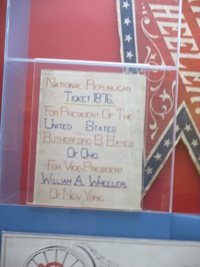 National Republican
Ticket 1876.
For President Of The
United States
Rutherford B. Hayes
Of Ohio.
For Vice-President
William A. Wheeler.
Of New York.